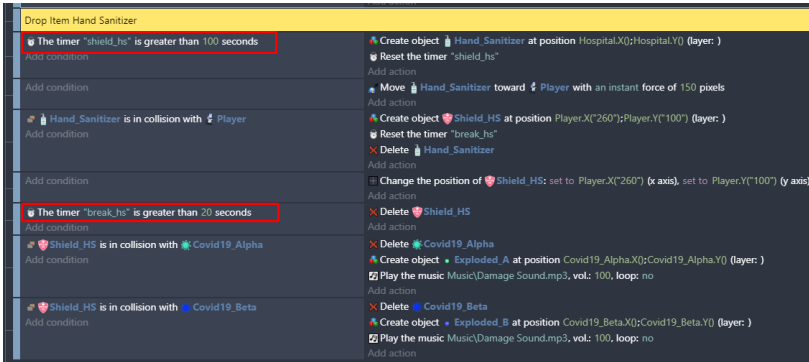 Drop Item Hand Sanitizer
The timer "shield_hs" is greater than 100 seconds
Add condition
Create object Hand_Sanitizer at position Hospital.X();Hospital.Y() (layer: )
Reset the timer "shield_hs"
Add action
Add condition
Move Hand_Sanitizer toward Player with an instant force of 150 pixels
Add action
Hand_Sanitizer is in collision with Player
Add condition
Create object Shield_HS at position Player.X("260");Player.Y("100") (layer: )
Reset the timer "break_hs"
Delete Hand_Sanitizer
Add action
Add condition
Change the position of Shield_HS: set to Player.X("260") (x axis), set to Player.Y("100") (y axis)
Add action
The timer "break_hs" is greater than 20 seconds
Add condition
Delete Shield_HS
Add action
Shield_HS is in collision with Covid19_Alpha
Add condition
Delete Covid19_Alpha
Create object Exploded_A at position Covid19_Alpha.X();Covid19_Alpha.Y() (layer: )
Play the music Music\Damage Sound.mp3, vol.: 100, loop: no
Add action
Shield_HS is in collision with Covid19_Beta
Add condition
Delete Covid19_Beta
Create object Exploded_B at position Covid19_Beta.X();Covid19_Beta.Y() (layer: )
Play the music Music\Damage Sound.mp3, vol.: 100, loop: no
Add action